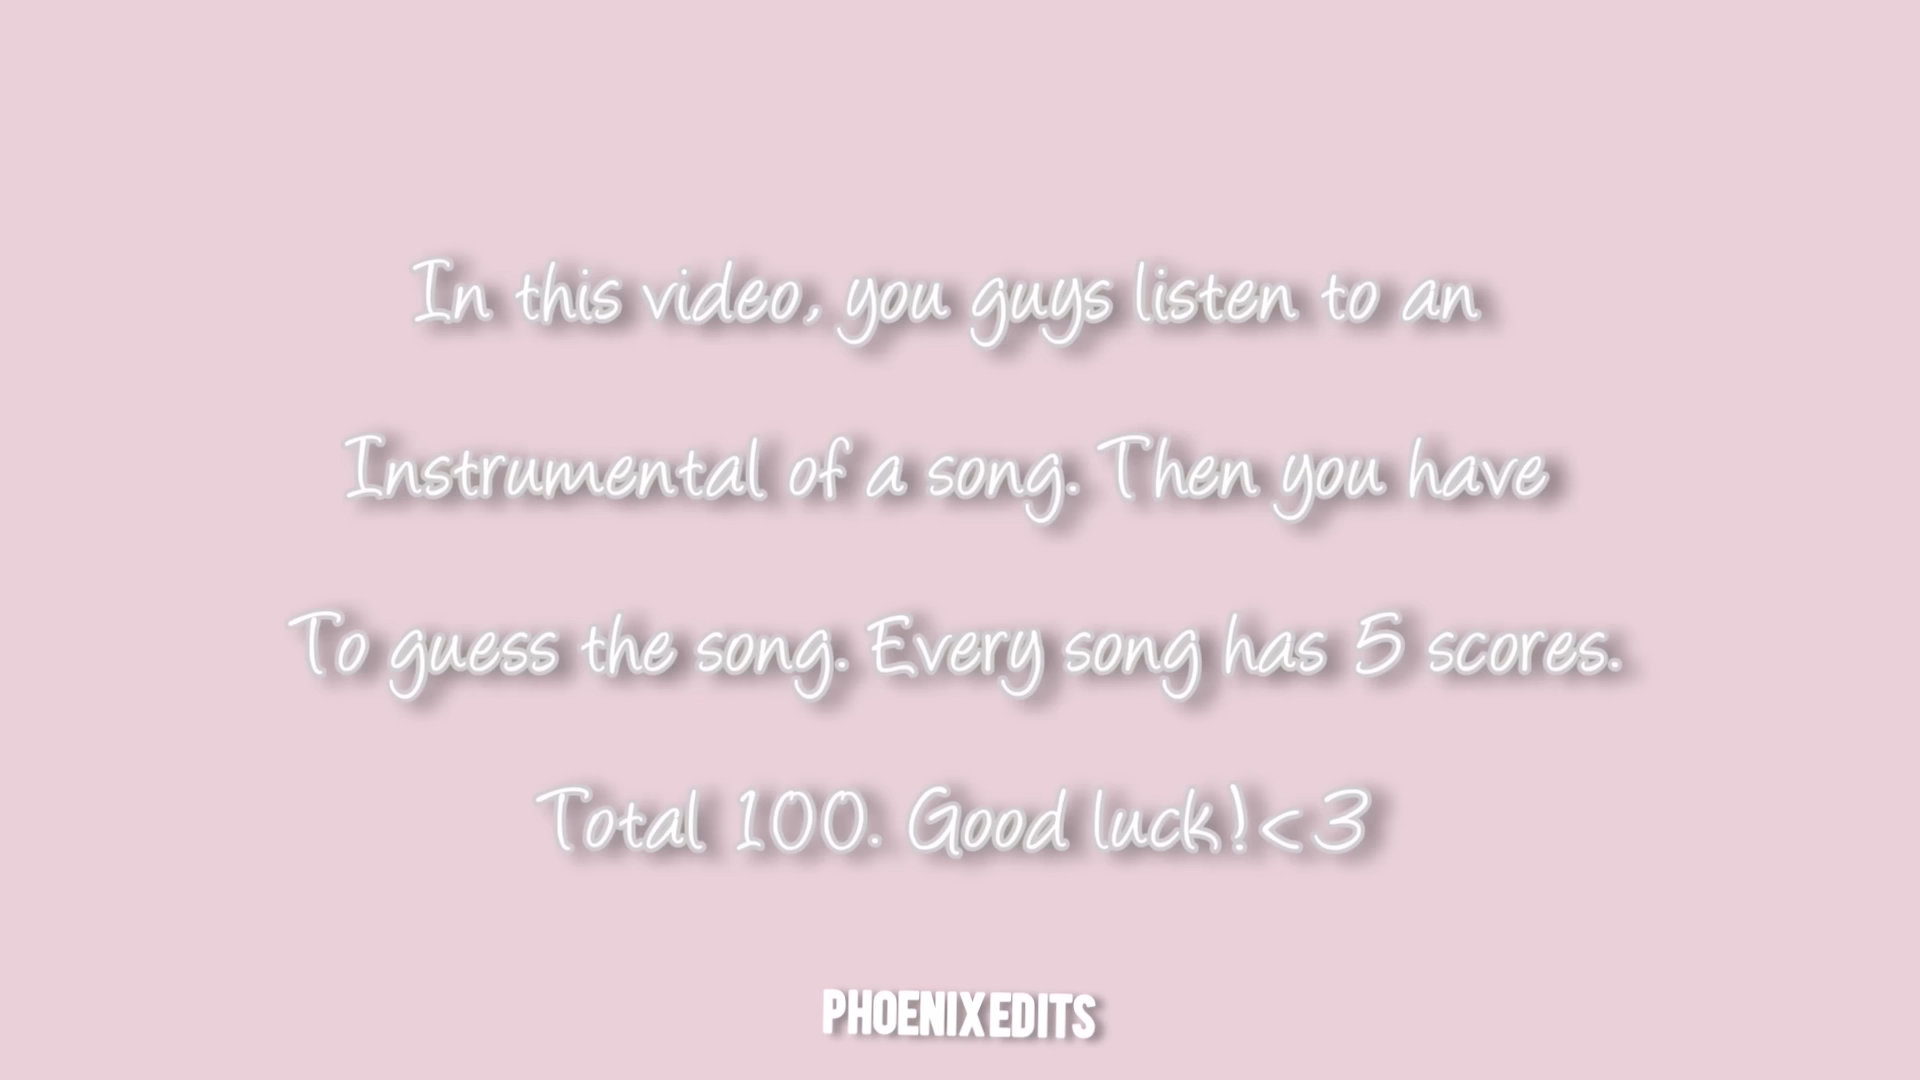 In this video, you guys listen to an
Instrumental of a song. Then you have
To guess the song. Every song has 5 scores.
Total 100. Good luck!<3
PHOENIXEDITS